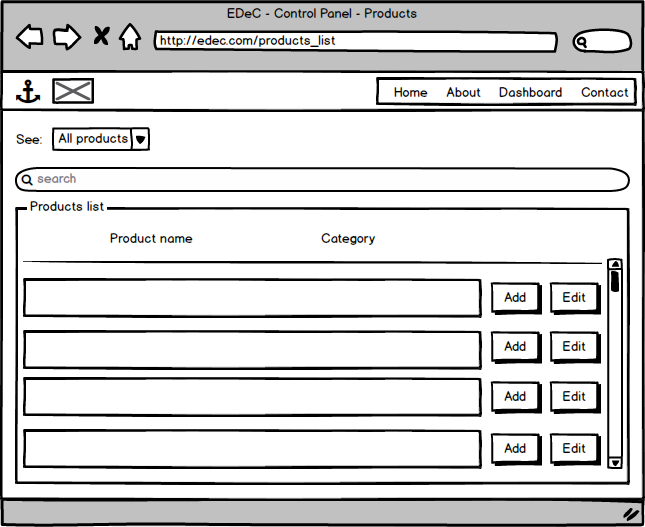 EDeC - Control Panel - Products
http://edec.com/products_list
Home About Dashboard Contact
See: All products
search
Products list
Product name Category
Add Edit
Add Edit
Add Edit
Add Edit